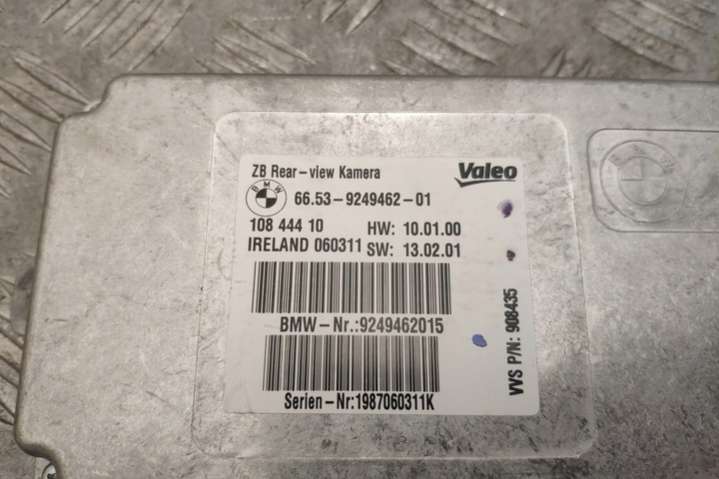 ZB Rear-view Kamera
Valeo
BMW
66.53-9249462-01
108 444 10 HW: 10.01.00
IRELAND 060311 SW: 13.02.01
BMW-Nr.:9249462015
Serien-Nr:1987060311K
VVS P/N: 908435